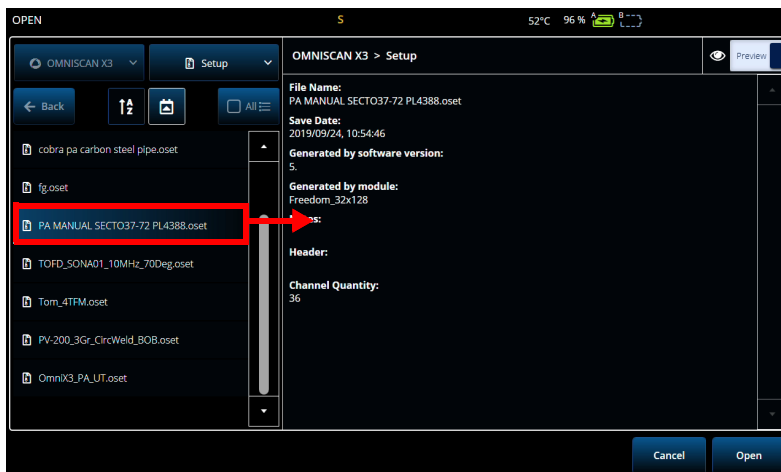 OPEN S 52°C 96 % A B
OMNISCAN X3 Setup
Back A Z All
cobra pa carbon steel pipe.oset
fg.oset
PA MANUAL SECTO37-72 PL4388.oset
TOFD_SONA01_10MHz_70Deg.oset
Tom_4TFM.oset
PV-200_3Gr_CircWeld_BOB.oset
OmniX3_PA_UT.oset
OMNISCAN X3 > Setup Preview
File Name:
PA MANUAL SECTO37-72 PL4388.oset
Save Date:
2019/09/24, 10:54:46
Generated by software version:
5.
Generated by module:
Freedom_32x128
Header:
Channel Quantity:
36
Cancel Open